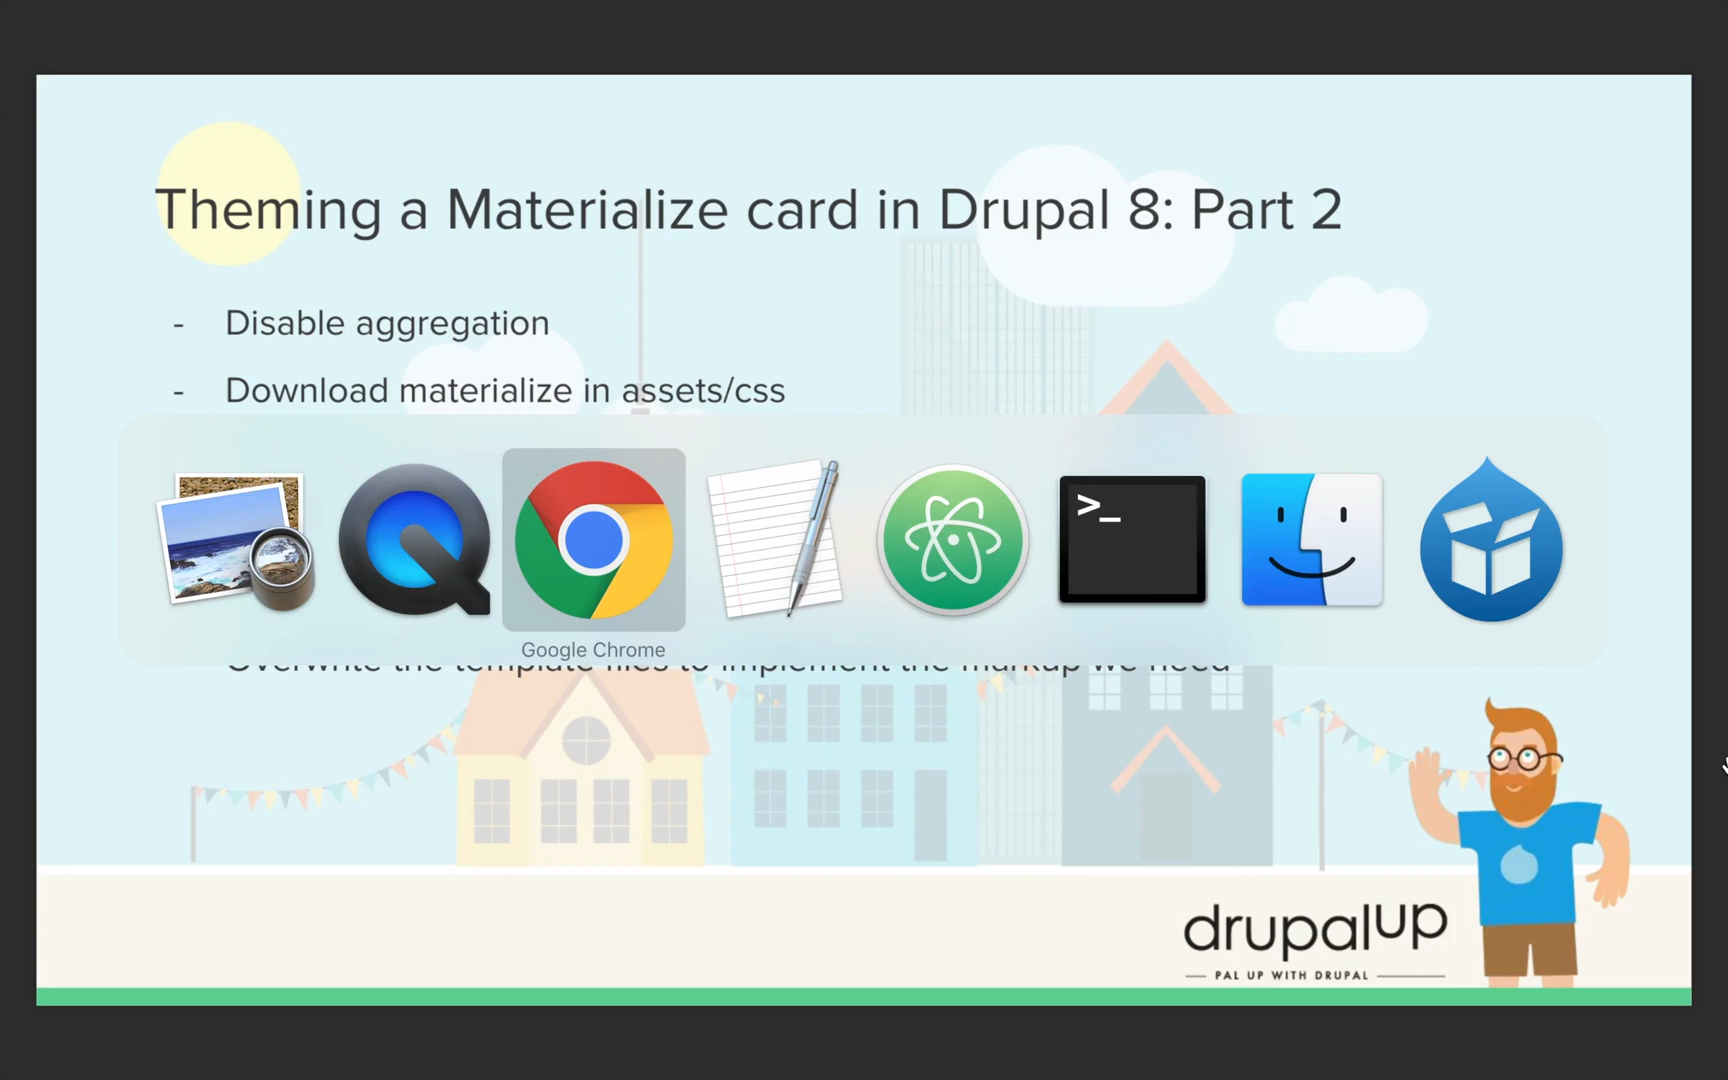 Theming a Materialize card in Drupal 8: Part 2
- Disable aggregation
- Download materialize in assets/css
>_
Google Chrome
Overwrite the template files to implement the markup we need
drupalup
PAL UP WITH DRUPAL